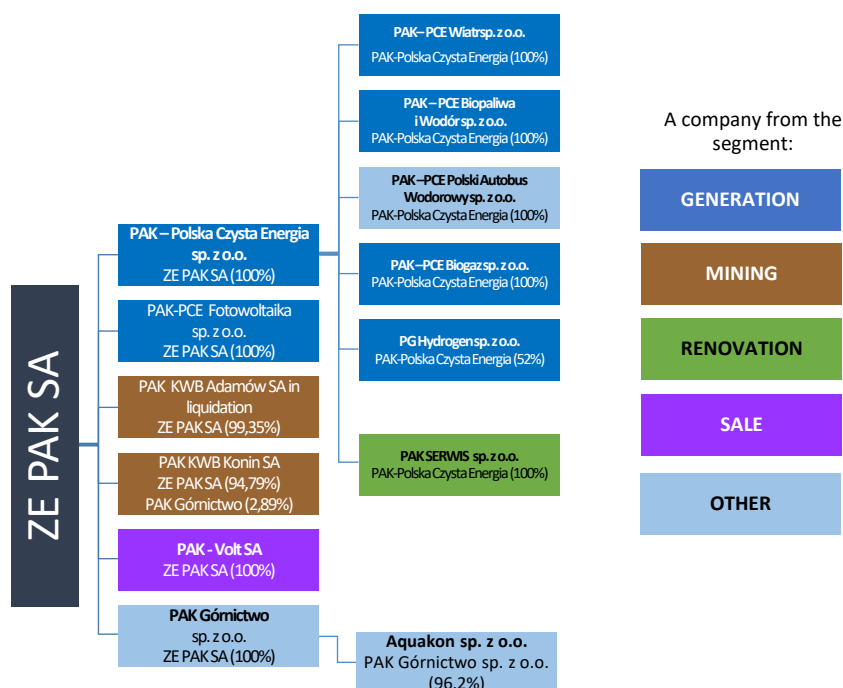 ZE PAK SA
PAK – Polska Czysta Energia
sp. z o.o.
ZE PAK SA (100%)
PAK-PCE Fotowoltaika
sp. z o.o.
ZE PAK SA (100%)
PAK KWB Adamów SA in
liquidation
ZE PAK SA (99,35%)
PAK KWB Konin SA
ZE PAK SA (94,79%)
PAK Górnictwo (2,89%)
PAK - Volt SA
ZE PAK SA (100%)
PAK Górnictwo
sp. z o.o.
ZE PAK SA (100%)
PAK – PCE Wiatr sp. z o.o.
PAK-Polska Czysta Energia (100%)
PAK – PCE Biopaliwa
i Wodór sp. z o.o.
PAK-Polska Czysta Energia (100%)
PAK –PCE Polski Autobus
Wodorowy sp. z o.o.
PAK-Polska Czysta Energia (100%)
PAK –PCE Biogaz sp. z o.o.
PAK-Polska Czysta Energia (100%)
PG Hydrogen sp. z o.o.
PAK-Polska Czysta Energia (52%)
PAK SERWIS sp. z o.o.
PAK-Polska Czysta Energia (100%)
Aquakon sp. z o.o.
PAK Górnictwo sp. z o.o.
(96,2%)
A company from the
segment:
GENERATION
MINING
RENOVATION
SALE
OTHER